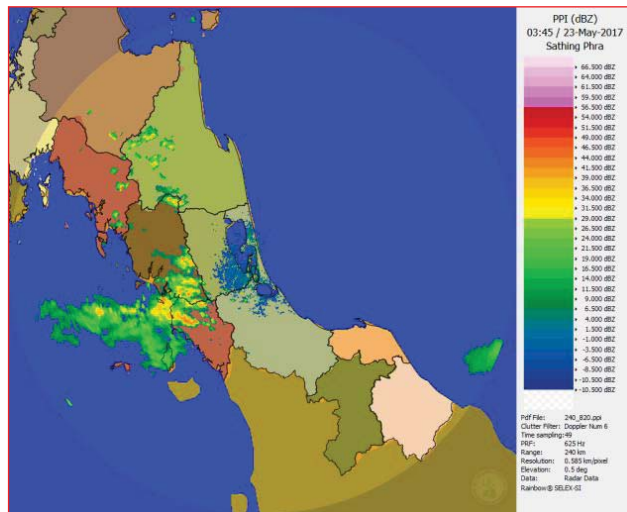 PPI (dBZ)
03:45 / 23-May-2017
Sathing Phra
66.500 dBZ
64.000 dBZ
61.500 dBZ
59.500 dBZ
56.500 dBZ
54.000 dBZ
51.500 dBZ
49.000 dBZ
46.500 dBZ
44.000 dBZ
41.500 dBZ
39.000 dBZ
36.500 dBZ
34.000 dBZ
31.500 dBZ
29.000 dBZ
26.500 dBZ
24.000 dBZ
21.500 dBZ
19.000 dBZ
16.500 dBZ
14.000 dBZ
11.500 dBZ
9.000 dBZ
6.500 dBZ
4.000 dBZ
1.500 dBZ
-1.000 dBZ
-3.500 dBZ
-6.000 dBZ
-8.500 dBZ
-10.500 dBZ
Pdf File: 240_820.ppi
Clutter Filter: Doppler Num 6
Time sampling:49
PRF: 625 Hz
Range: 240 km
Resolution: 0.585 km/pixel
Elevation: 0.5 deg
Data: Radar Data
Rainbow® SELEX-SI